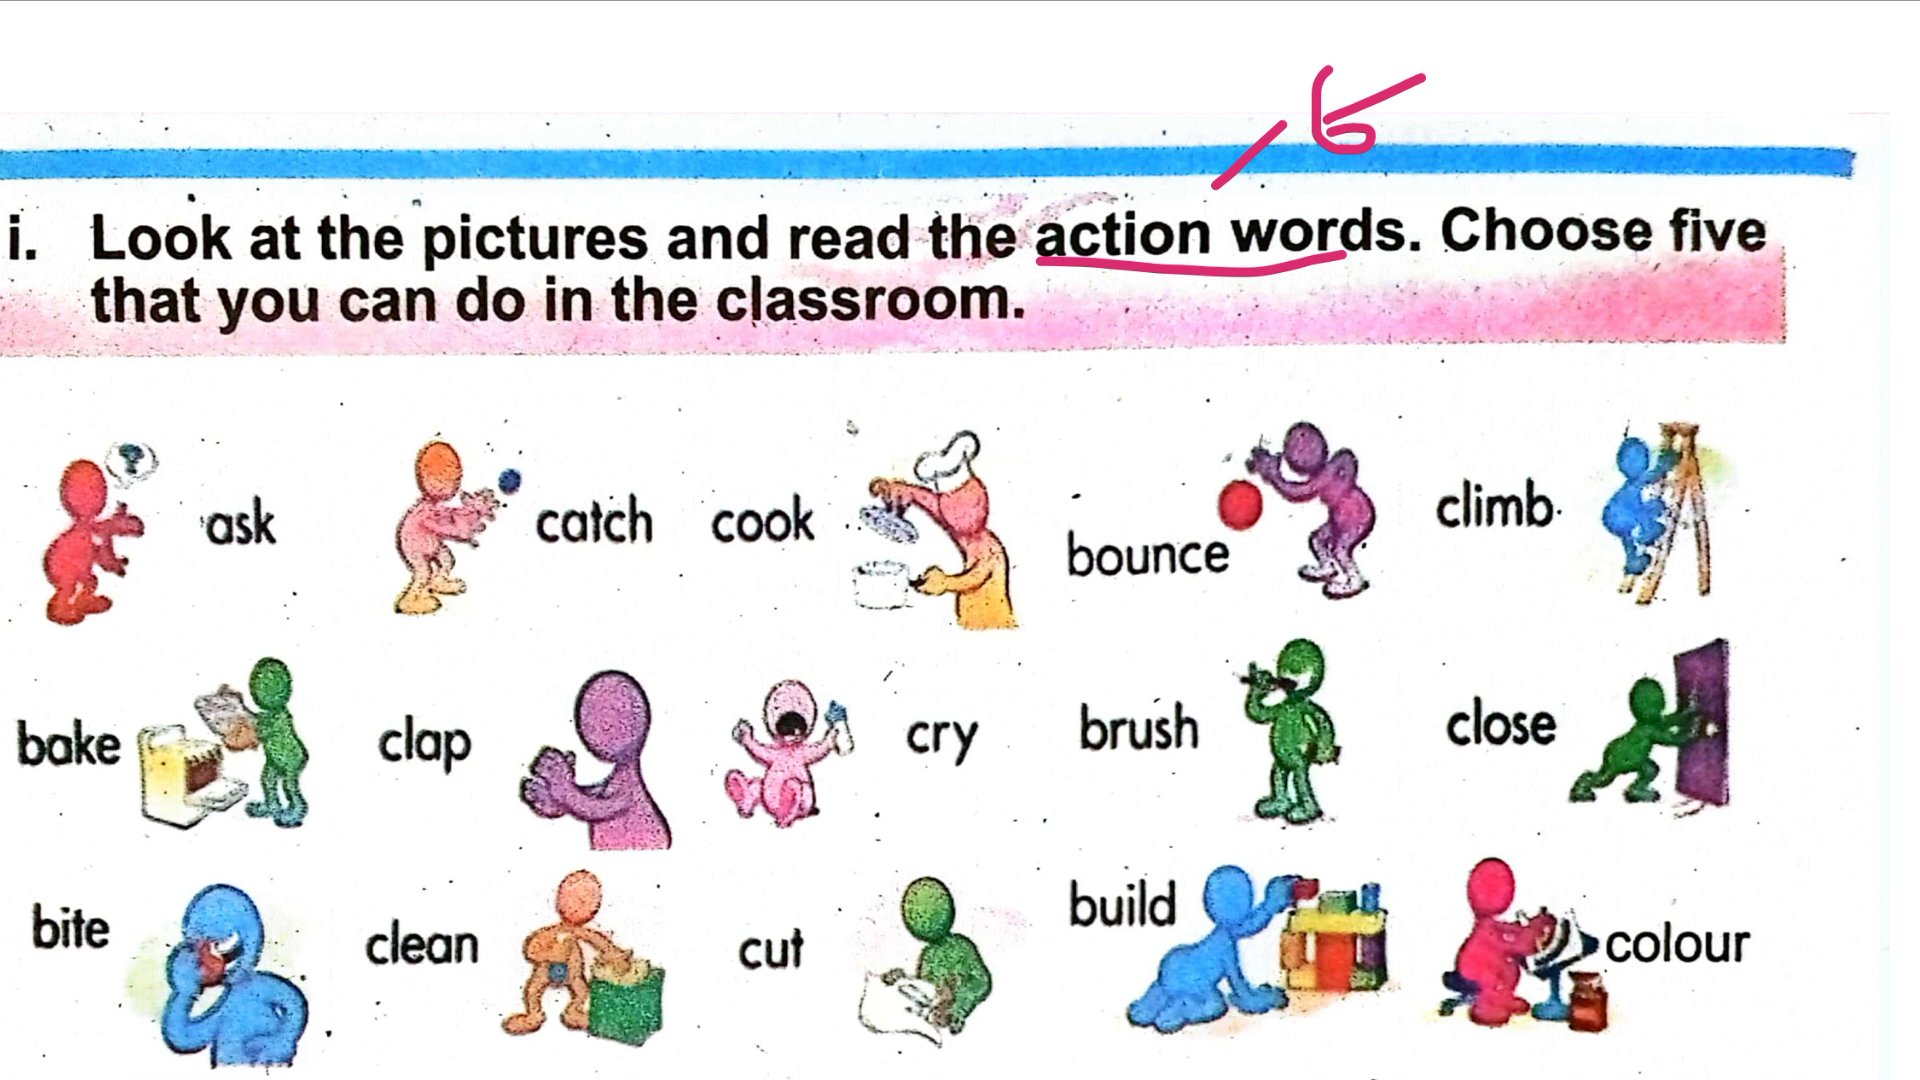 i. Look at the pictures and read the action words. Choose five
that you can do in the classroom.
ask catch cook bounce climb
bake clap cry brush close
bite clean cut build colour